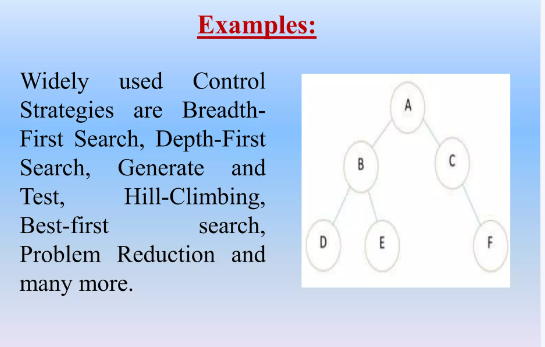 Examples:
Widely used Control
Strategies are Breadth-
First Search, Depth-First
Search, Generate and
Test, Hill-Climbing,
Best-first search,
Problem Reduction and
many more.
A
B C
D E F